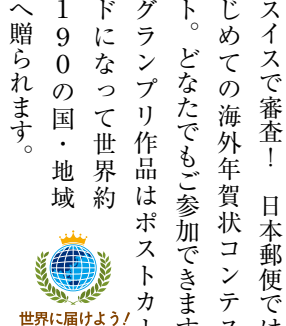 スイスで審査！　日本郵便では
じめての海外年賀状コンテス
ト。どなたでもご参加できます
グランプリ作品はポストカー
ドになって世界約
190の国・地域
へ贈られます。
世界に届けよう！